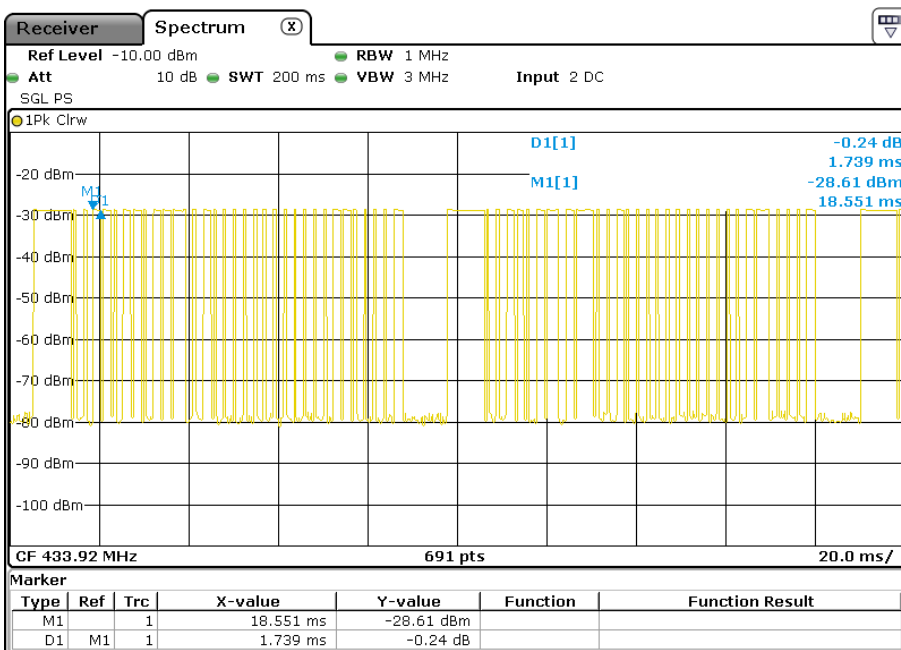 Receiver Spectrum X
Ref Level -10.00 dBm RBW 1 MHz
Att 10 dB SWT 200 ms VBW 3 MHz Input 2 DC
SGL PS
1Pk Clrw
D1[1] -0.24 dB
1.739 ms
-20 dBm
M1[1] -28.61 dBm
M1
D1
18.551 ms
-30 dBm
-40 dBm
-50 dBm
-60 dBm
-70 dBm
-80 dBm
-90 dBm
-100 dBm
CF 433.92 MHz 691 pts 20.0 ms/
Marker
Type Ref Trc X-value Y-value Function Function Result
M1 1 18.551 ms -28.61 dBm
D1 M1 1 1.739 ms -0.24 dB